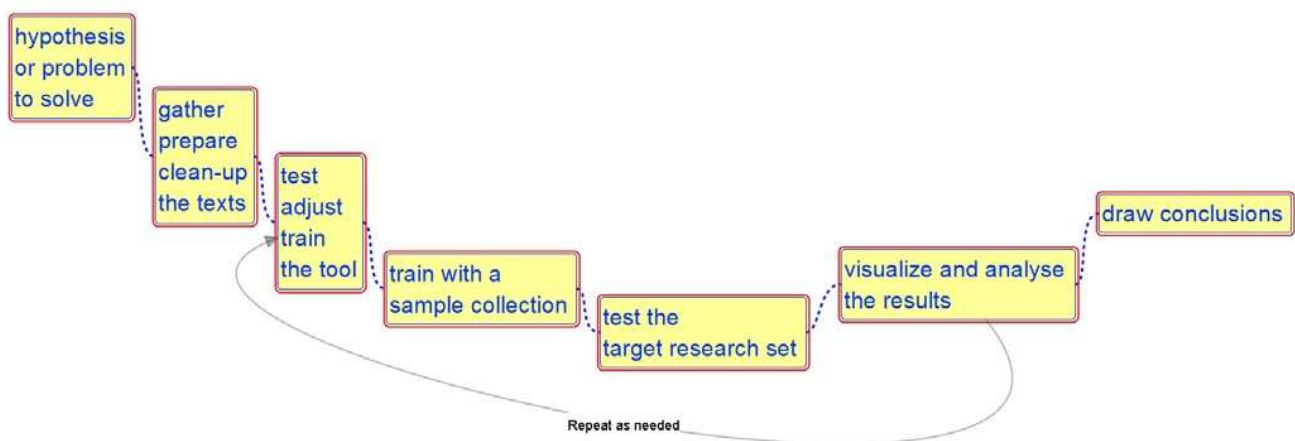 hypothesis
or problem
to solve
gather
prepare
clean-up
the texts
test
adjust
train
the tool
train with a
sample collection
test the
target research set
visualize and analyse
the results
draw conclusions
Repeat as needed